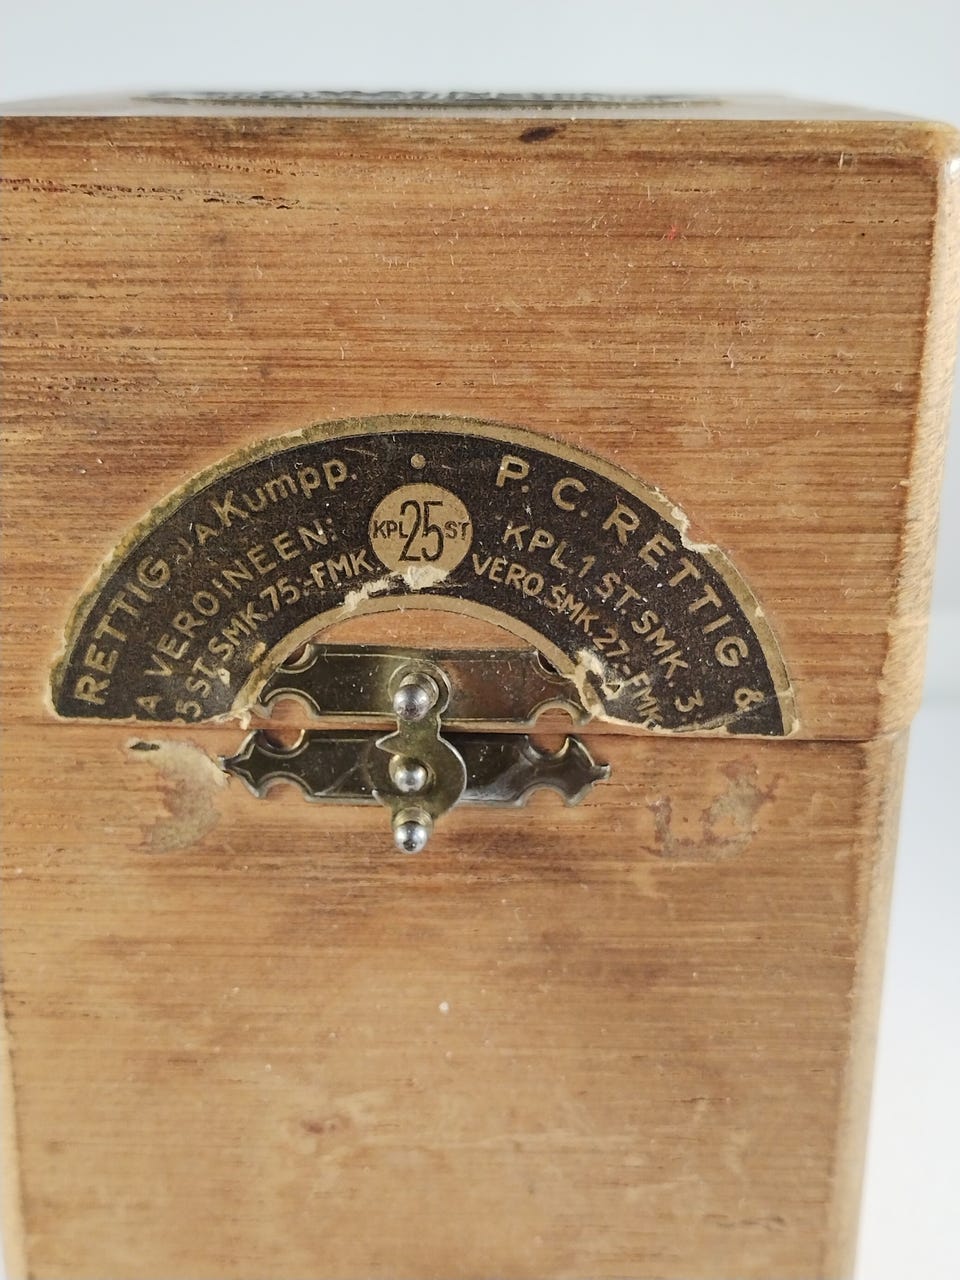 RETTIG JA Kumpp.
P. C. RETTIG &
A VEROINEEN:
KPL 25 ST
KPL 1 ST. SMK. 3
5 ST. SMK. 75:-FMK
VERO. SMK. 27:-FMK